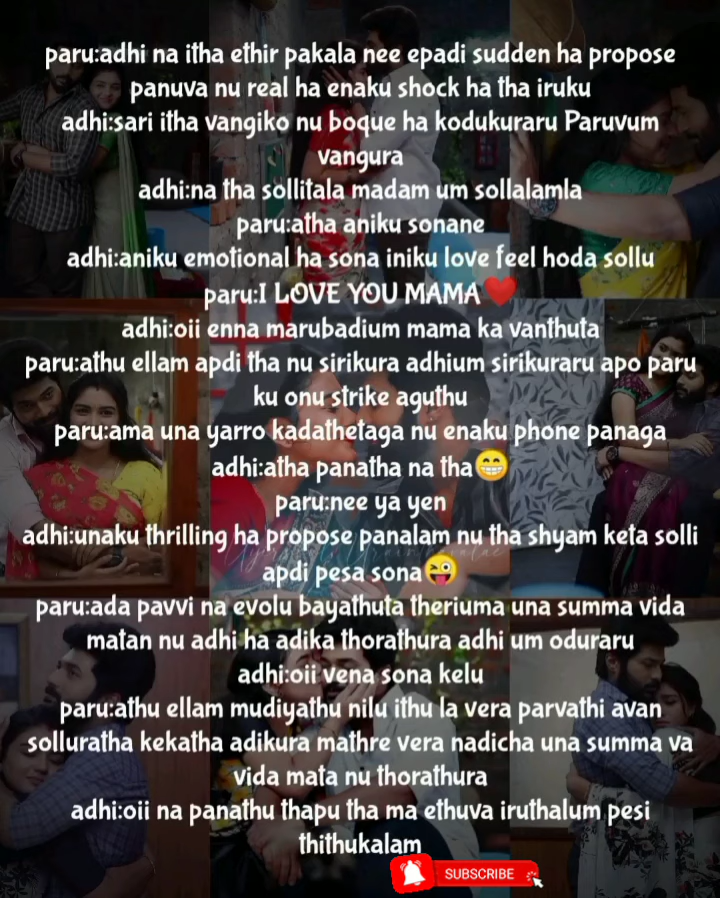 paru:adhi na itha ethir pakala nee epadi sudden ha propose
panuva nu real ha enaku shock ha tha iruku
adhi:sari itha vangiko nu boque ha kodukuraru Paruvum
vangura
adhi:na tha sollitala madam um sollalamla
paru:atha aniku sonane
adhi:aniku emotional ha sona iniku love feel hoda sollu
paru:I LOVE YOU MAMA❤️
adhi:oii enna marubadium mama ka vanthuta
paru:athu ellam apdi tha nu sirikura adhium sirikuraru apo paru
ku onu strike aguthu
paru:ama una yarro kadathetaga nu enaku phone panaga
adhi:atha panatha na tha😁
paru:nee ya yen
adhi:unaku thrilling ha propose panalam nu tha shyam keta solli
apdi pesa sona😜
paru:ada pavvi na evolu bayathuta theriuma una summa vida
matan nu adhi ha adika thorathura adhi um oduraru
adhi:oii vena sona kelu
paru:athu ellam mudiyathu nilu ithu la vera parvathi avan
solluratha kekatha adikura mathre vera nadicha una summa va
vida mata nu thorathura
adhi:oii na panathu thapu tha ma ethuva iruthalum pesi
thithukalam
SUBSCRIBE